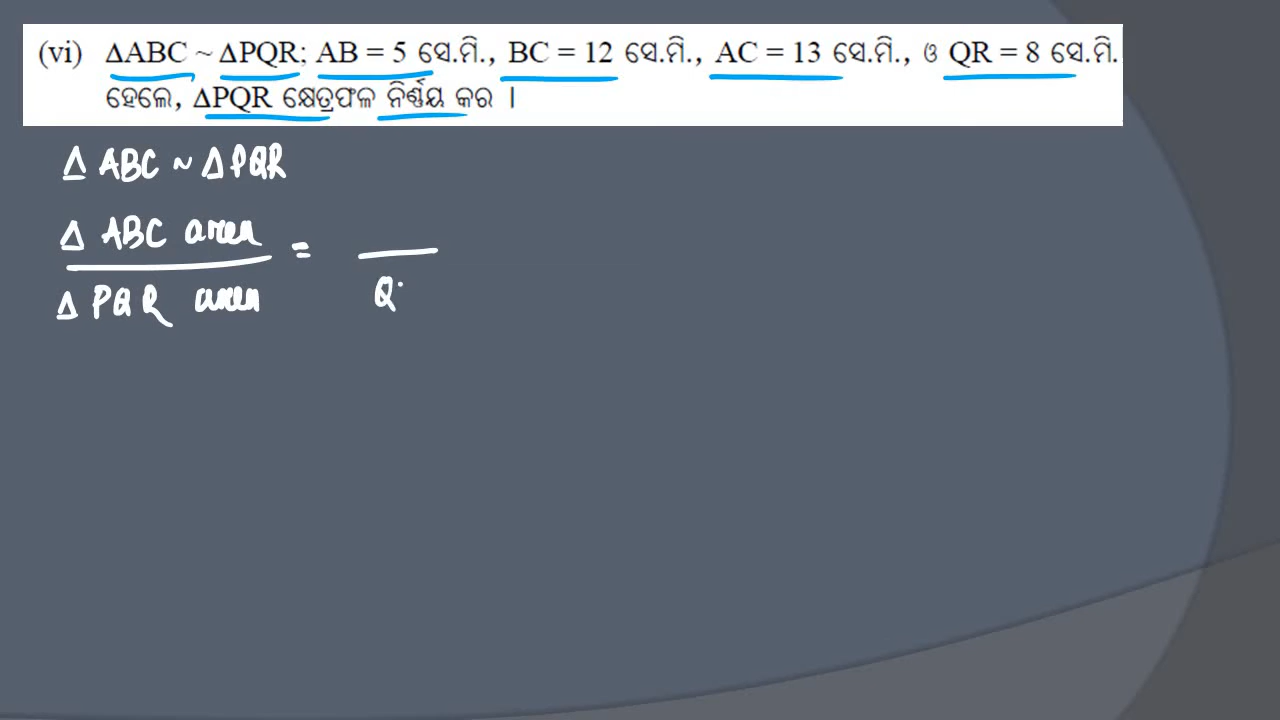 (vi) ΔABC ~ ΔPQR; AB = 5 ସେ.ମି., BC = 12 ସେ.ମି., AC = 13 ସେ.ମି., ଓ QR = 8 ସେ.ମି.
ହେଲେ, ΔPQR କ୍ଷେତ୍ରଫଳ ନିର୍ଣ୍ଣୟ କର ।
Δ ABC ~ Δ PQR
Δ ABC area
=
Δ PQR area Q